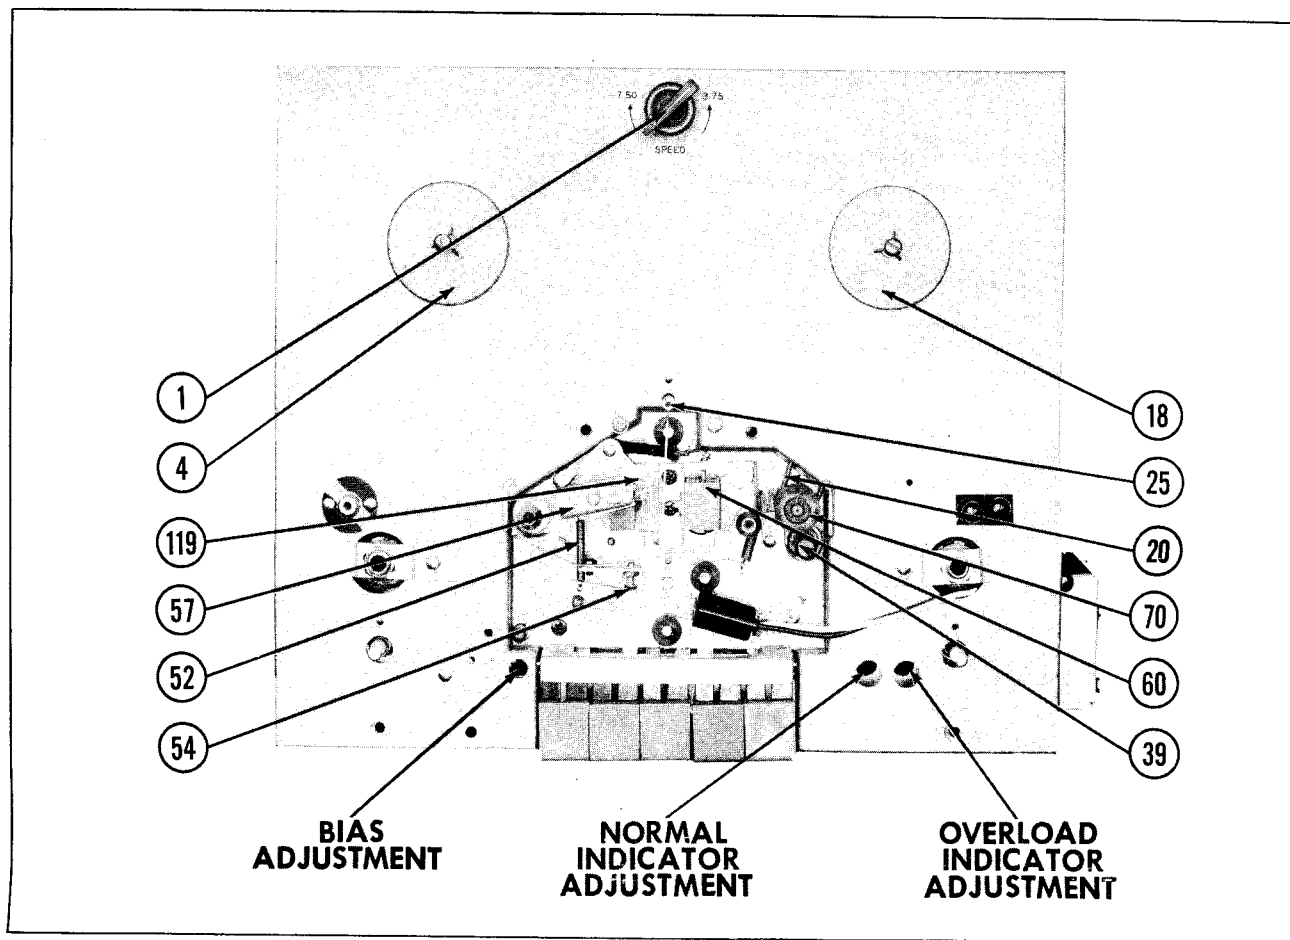 7.50 3.75
SPEED
1
4
119
57
52
54
18
25
20
70
60
39
BIAS
ADJUSTMENT
NORMAL
INDICATOR
ADJUSTMENT
OVERLOAD
INDICATOR
ADJUSTMENT